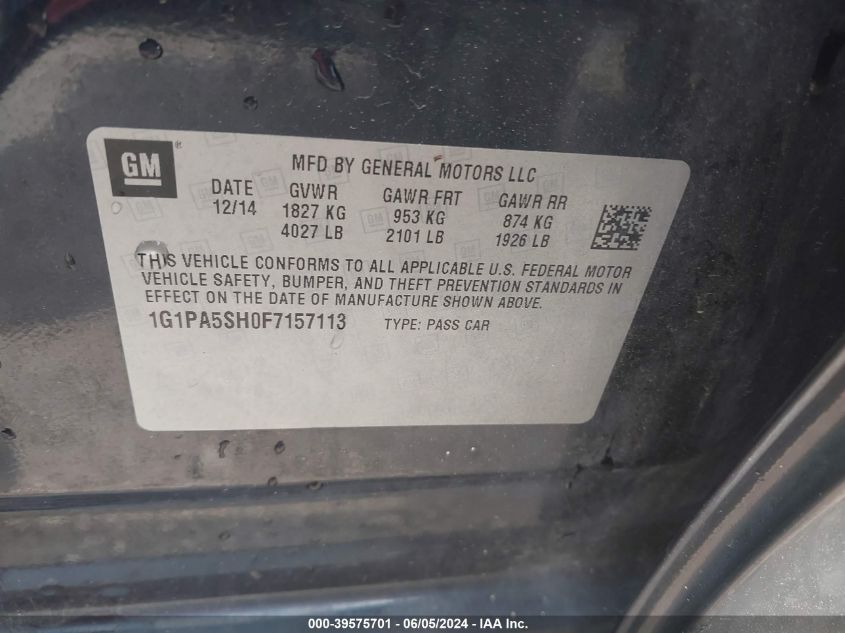 GM ®
MFD BY GENERAL MOTORS LLC
DATE GVWR GAWR FRT GAWR RR
12/14 1827 KG 953 KG 874 KG
4027 LB 2101 LB 1926 LB
THIS VEHICLE CONFORMS TO ALL APPLICABLE U.S. FEDERAL MOTOR
VEHICLE SAFETY, BUMPER, AND THEFT PREVENTION STANDARDS IN
EFFECT ON THE DATE OF MANUFACTURE SHOWN ABOVE.
1G1PA5SH0F7157113 TYPE: PASS CAR
000-39575701 - 06/05/2024 - IAA Inc.